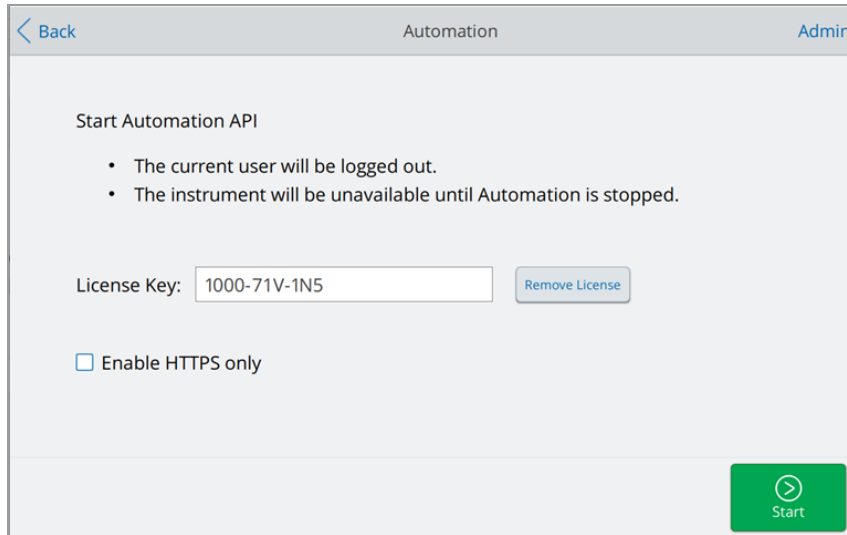 Back Automation Admin
Start Automation API
• The current user will be logged out.
• The instrument will be unavailable until Automation is stopped.
License Key: 1000-71V-1N5 Remove License
Enable HTTPS only
Start